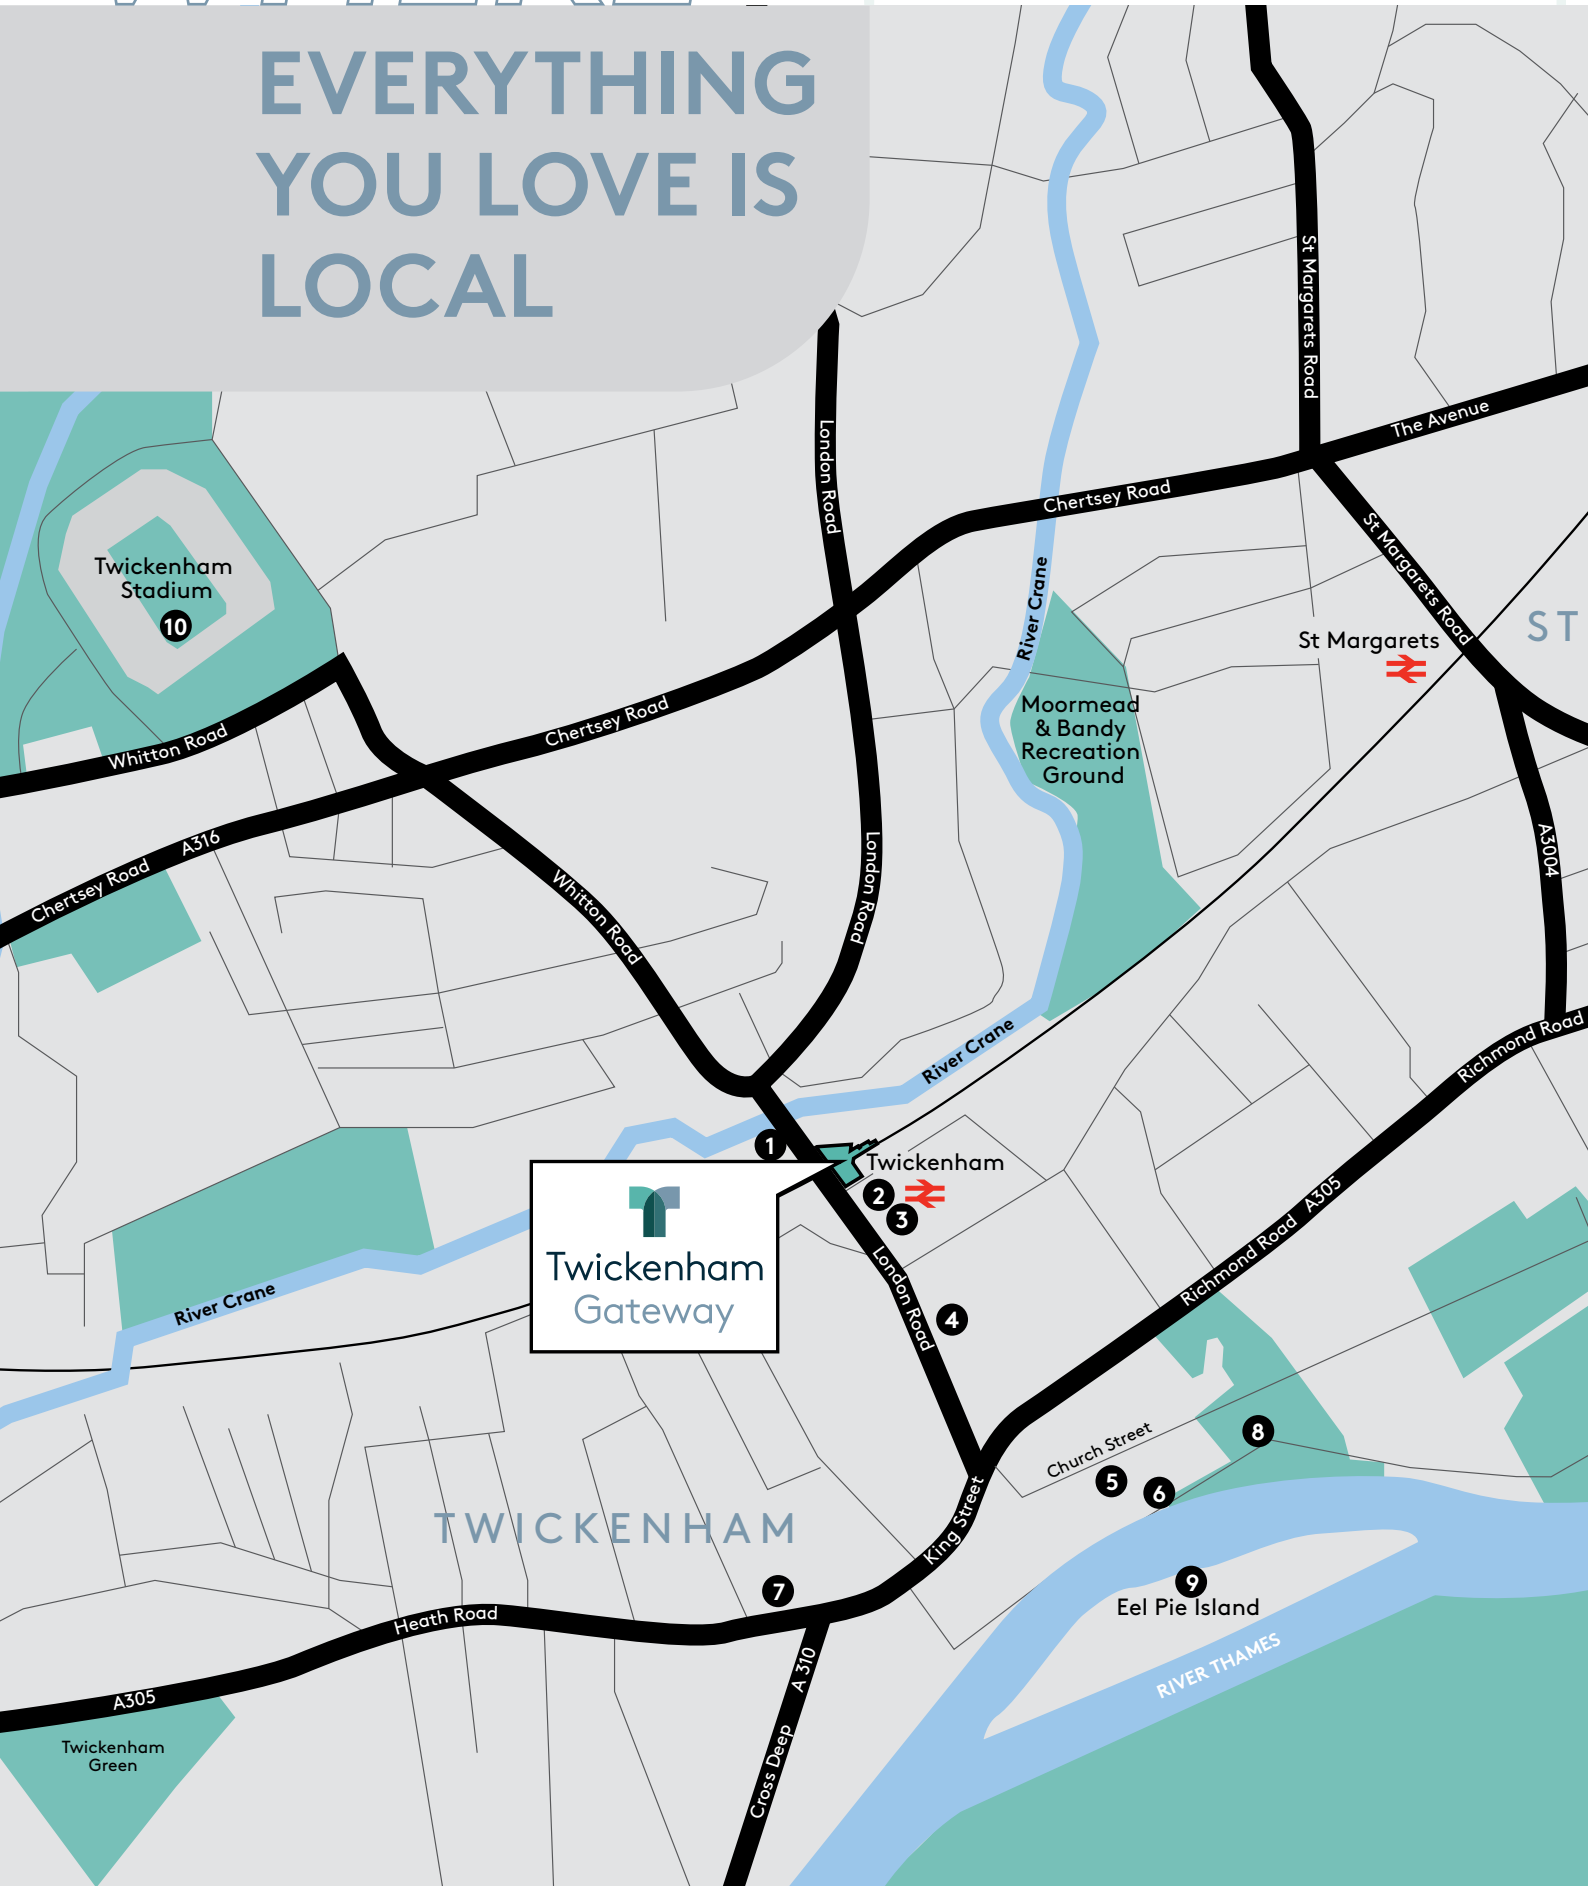 EVERYTHING
YOU LOVE IS
LOCAL
St Margarets Road
The Avenue
London Road
Chertsey Road
St Margarets Road
River Crane
Twickenham
Stadium
10
St Margarets
ST
Moormead
& Bandy
Recreation
Ground
Whitton Road
Chertsey Road
A316
Chertsey Road
Whitton Road
London Road
A3004
Richmond Road
River Crane
1
Twickenham
2
3
Twickenham
Gateway
London Road
4
A305
Richmond Road
River Crane
Church Street
5
6
8
King Street
TWICKENHAM
7
9
Eel Pie Island
RIVER THAMES
Heath Road
A305
A 310
Cross Deep
Twickenham
Green